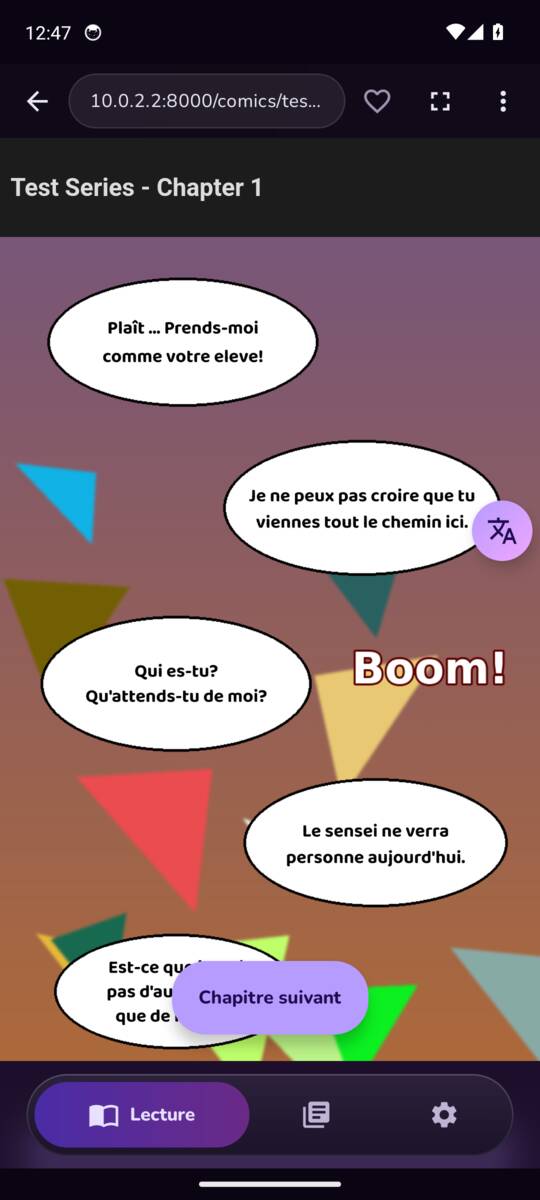 12:47
10.0.2.2:8000/comics/tes...
Test Series - Chapter 1
Plaît ... Prends-moi
comme votre eleve!
Je ne peux pas croire que tu
viennes tout le chemin ici.
Qui es-tu?
Qu'attends-tu de moi?
Boom!
Le sensei ne verra
personne aujourd'hui.
Est-ce que
pas
que de
Chapitre suivant
Lecture